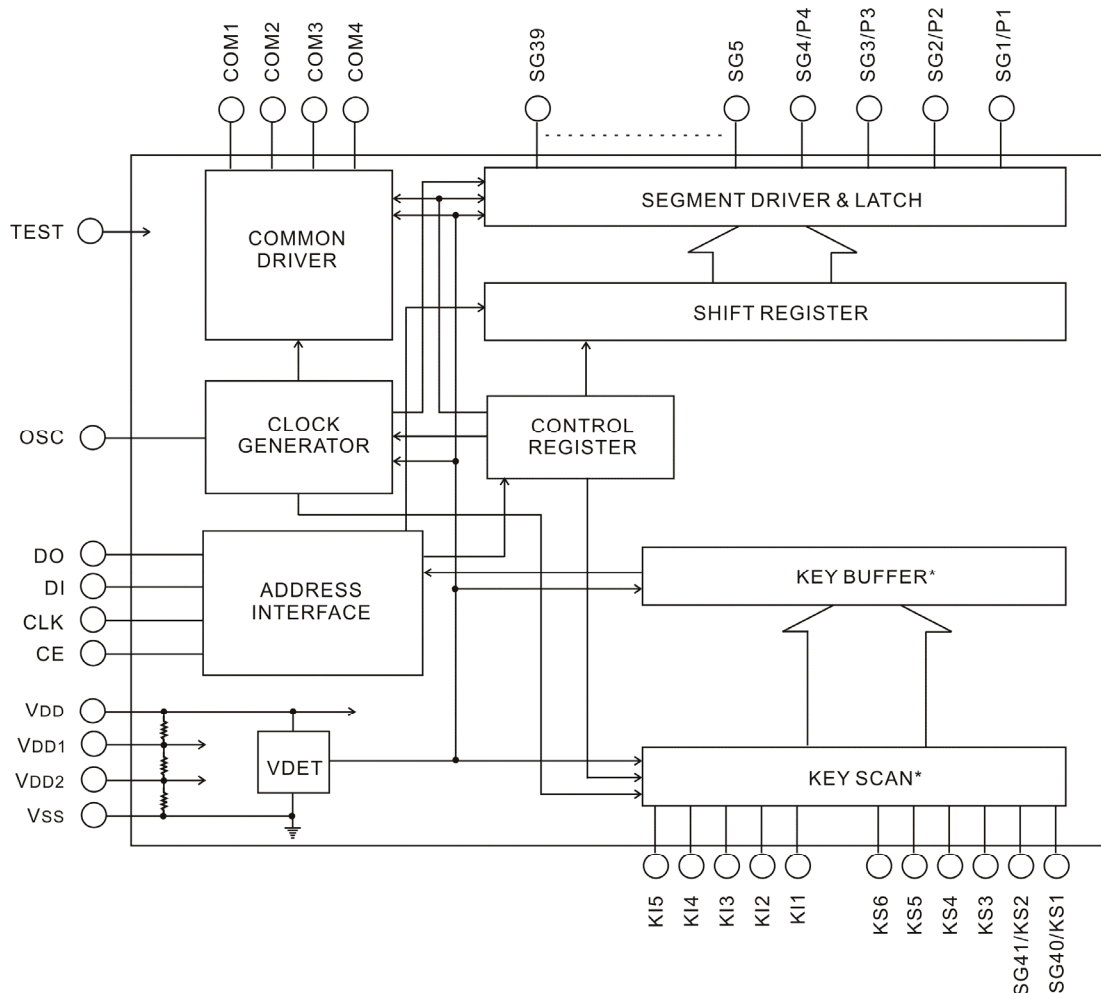 COM1
COM2
COM3
COM4
SG39
SG5
SG4/P4
SG3/P3
SG2/P2
SG1/P1
TEST
COMMON
DRIVER
SEGMENT DRIVER & LATCH
SHIFT REGISTER
OSC
CLOCK
GENERATOR
CONTROL
REGISTER
DO
DI
CLK
CE
ADDRESS
INTERFACE
KEY BUFFER*
VDD
VDD1
VDD2
VSS
VDET
KEY SCAN*
KI5
KI4
KI3
KI2
KI1
KS6
KS5
KS4
KS3
SG41/KS2
SG40/KS1